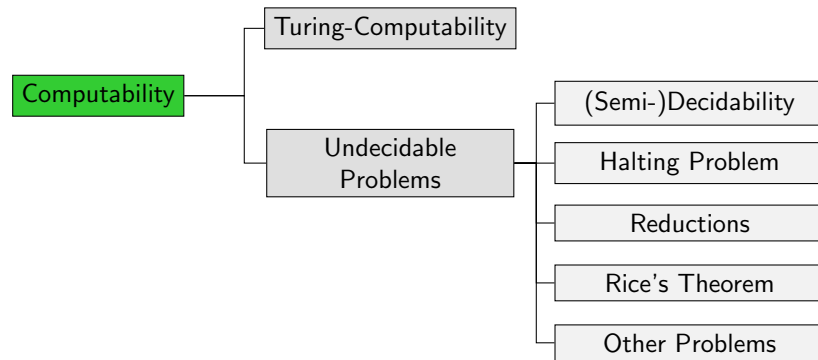 Turing-Computability
Computability
Undecidable
Problems
(Semi-)Decidability
Halting Problem
Reductions
Rice's Theorem
Other Problems